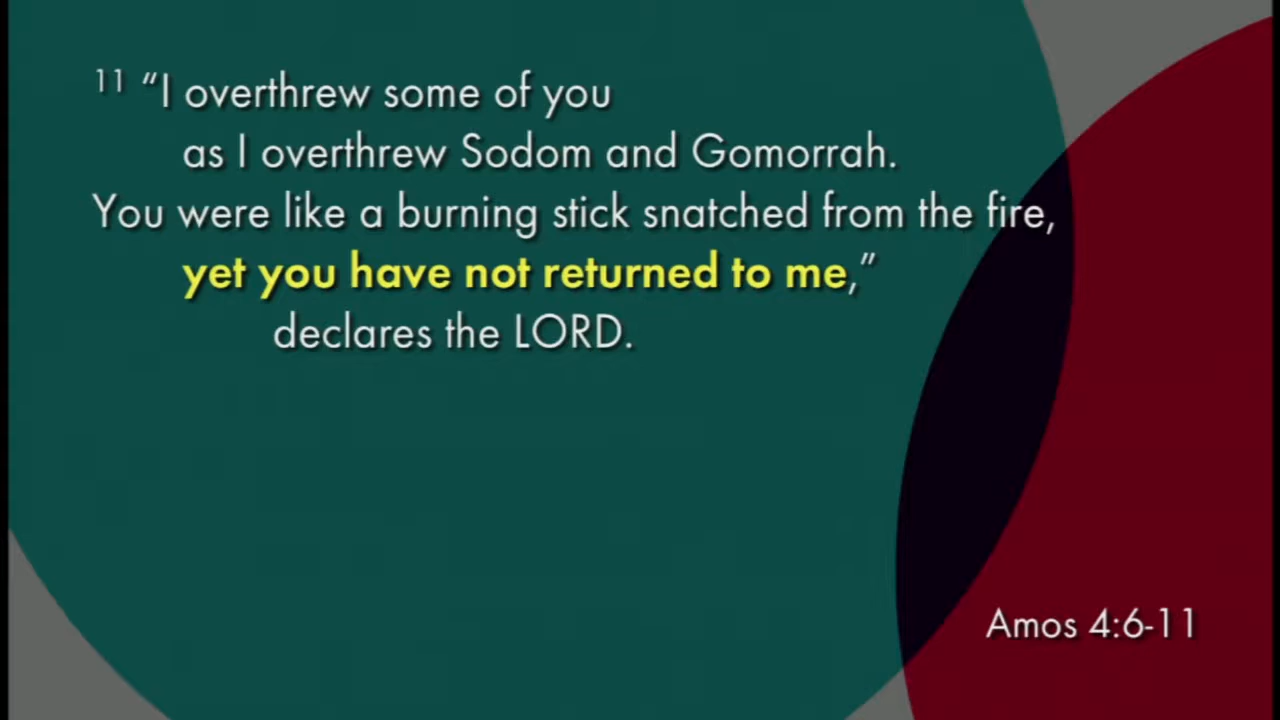 11 “I overthrew some of you
as I overthrew Sodom and Gomorrah.
You were like a burning stick snatched from the fire,
yet you have not returned to me,”
declares the LORD.
Amos 4:6-11